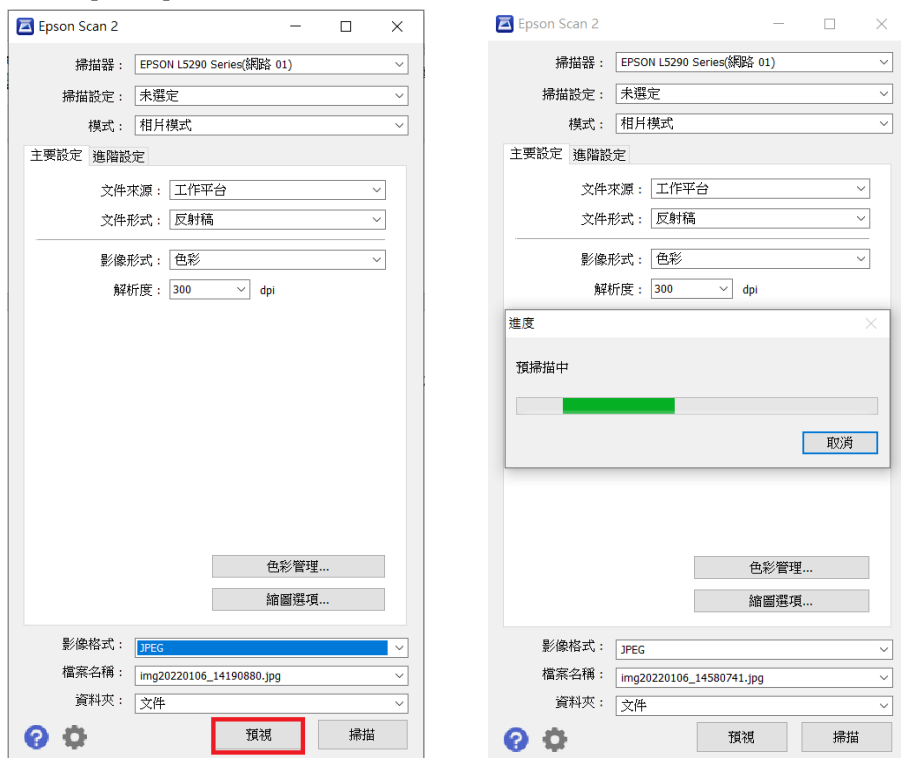 Epson Scan 2
掃描器： EPSON L5290 Series(網路 01)
掃描設定： 未選定
模式： 相片模式
主要設定 進階設定
文件來源： 工作平台
文件形式： 反射稿
影像形式： 色彩
解析度： 300 dpi
色彩管理...
縮圖選項...
影像格式： JPEG
檔案名稱： img20220106_14190880.jpg
資料夾： 文件
預視 掃描
Epson Scan 2
掃描器： EPSON L5290 Series(網路 01)
掃描設定： 未選定
模式： 相片模式
主要設定 進階設定
文件來源： 工作平台
文件形式： 反射稿
影像形式： 色彩
解析度： 300 dpi
進度
預掃描中
取消
色彩管理...
縮圖選項...
影像格式： JPEG
檔案名稱： img20220106_14580741.jpg
資料夾： 文件
預視 掃描